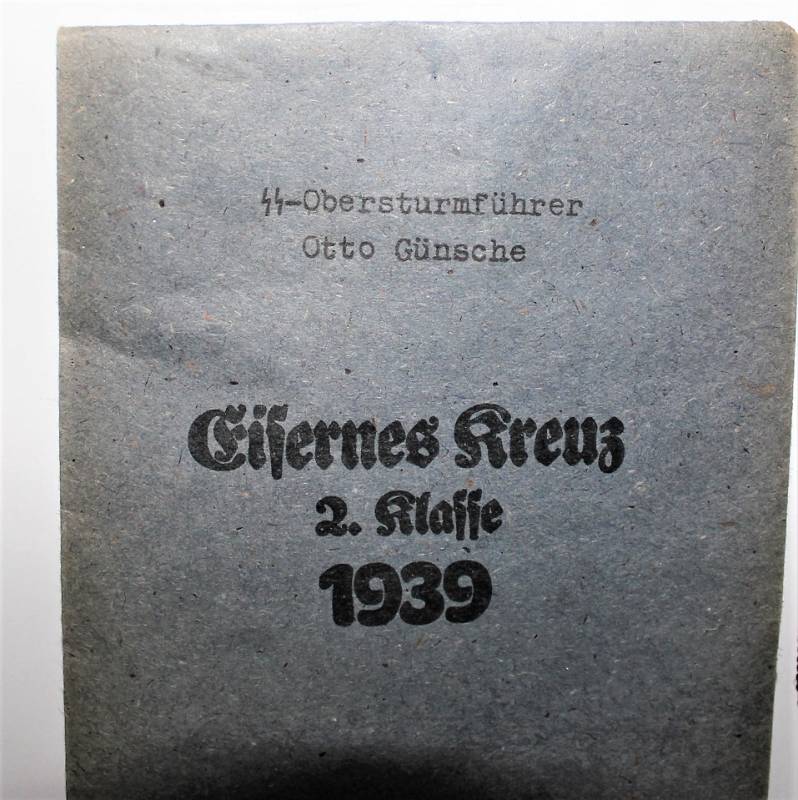 ϟϟ-Obersturmführer
Otto Günsche
Eiſernes Kreuz
2. Klaſſe
1939